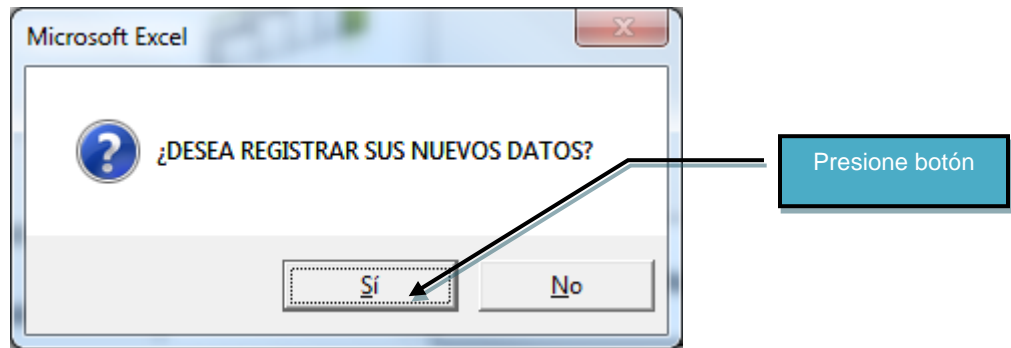 Microsoft Excel
¿DESEA REGISTRAR SUS NUEVOS DATOS?
Presione botón
Sí
No